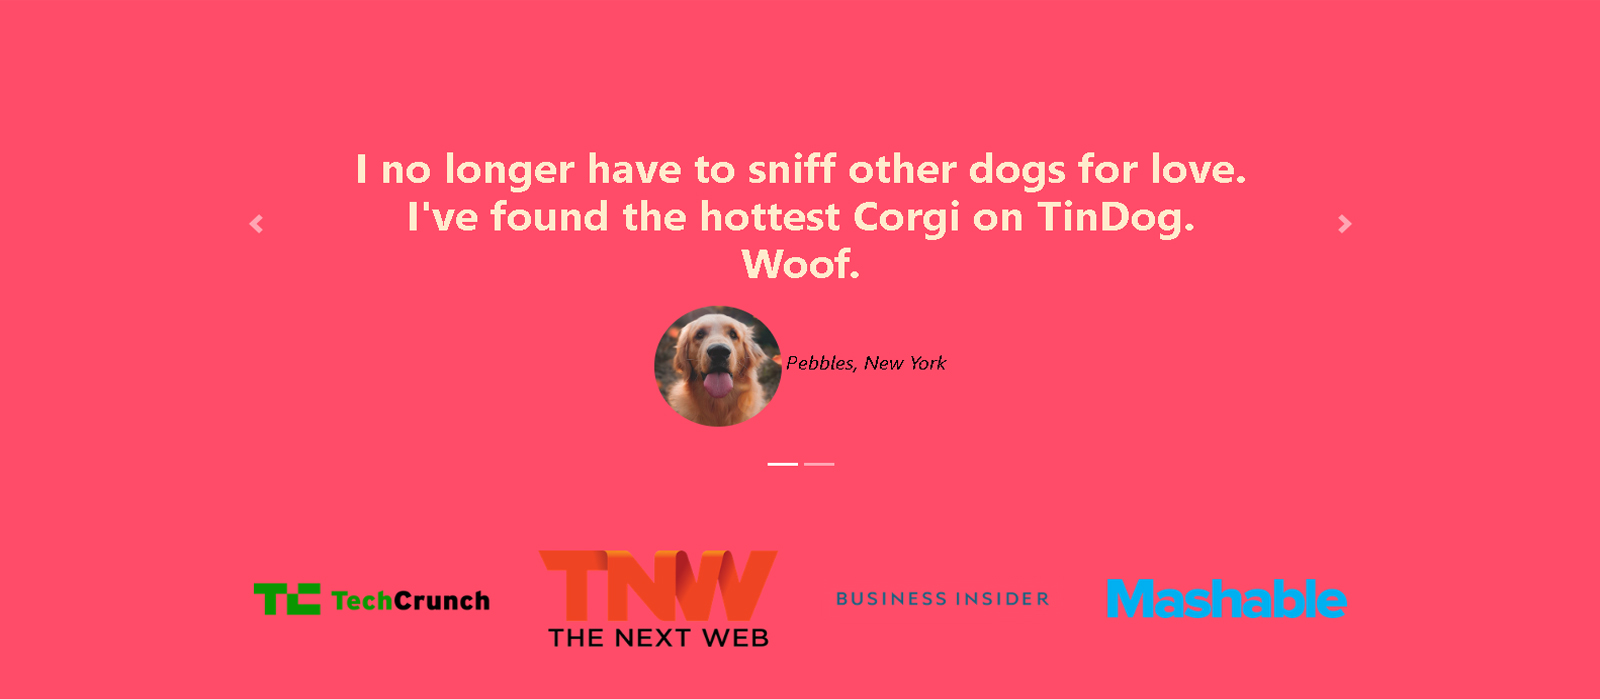 I no longer have to sniff other dogs for love.
I've found the hottest Corgi on TinDog.
Woof.
Pebbles, New York
TC TechCrunch
TNW
THE NEXT WEB
BUSINESS INSIDER
Mashable